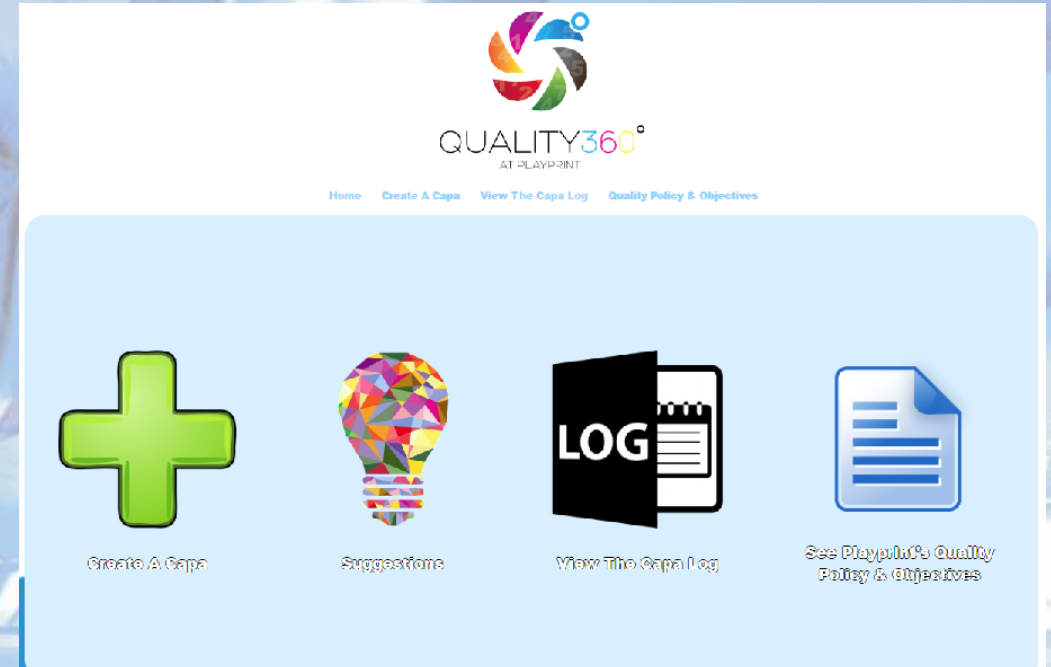 QUALITY360°
AT PLAYPRINT
Home Create A Capa View The Capa Log Quality Policy & Objectives
LOG
Create A Capa
Suggestions
View The Capa Log
See Playprint's Quality
Policy & Objectives